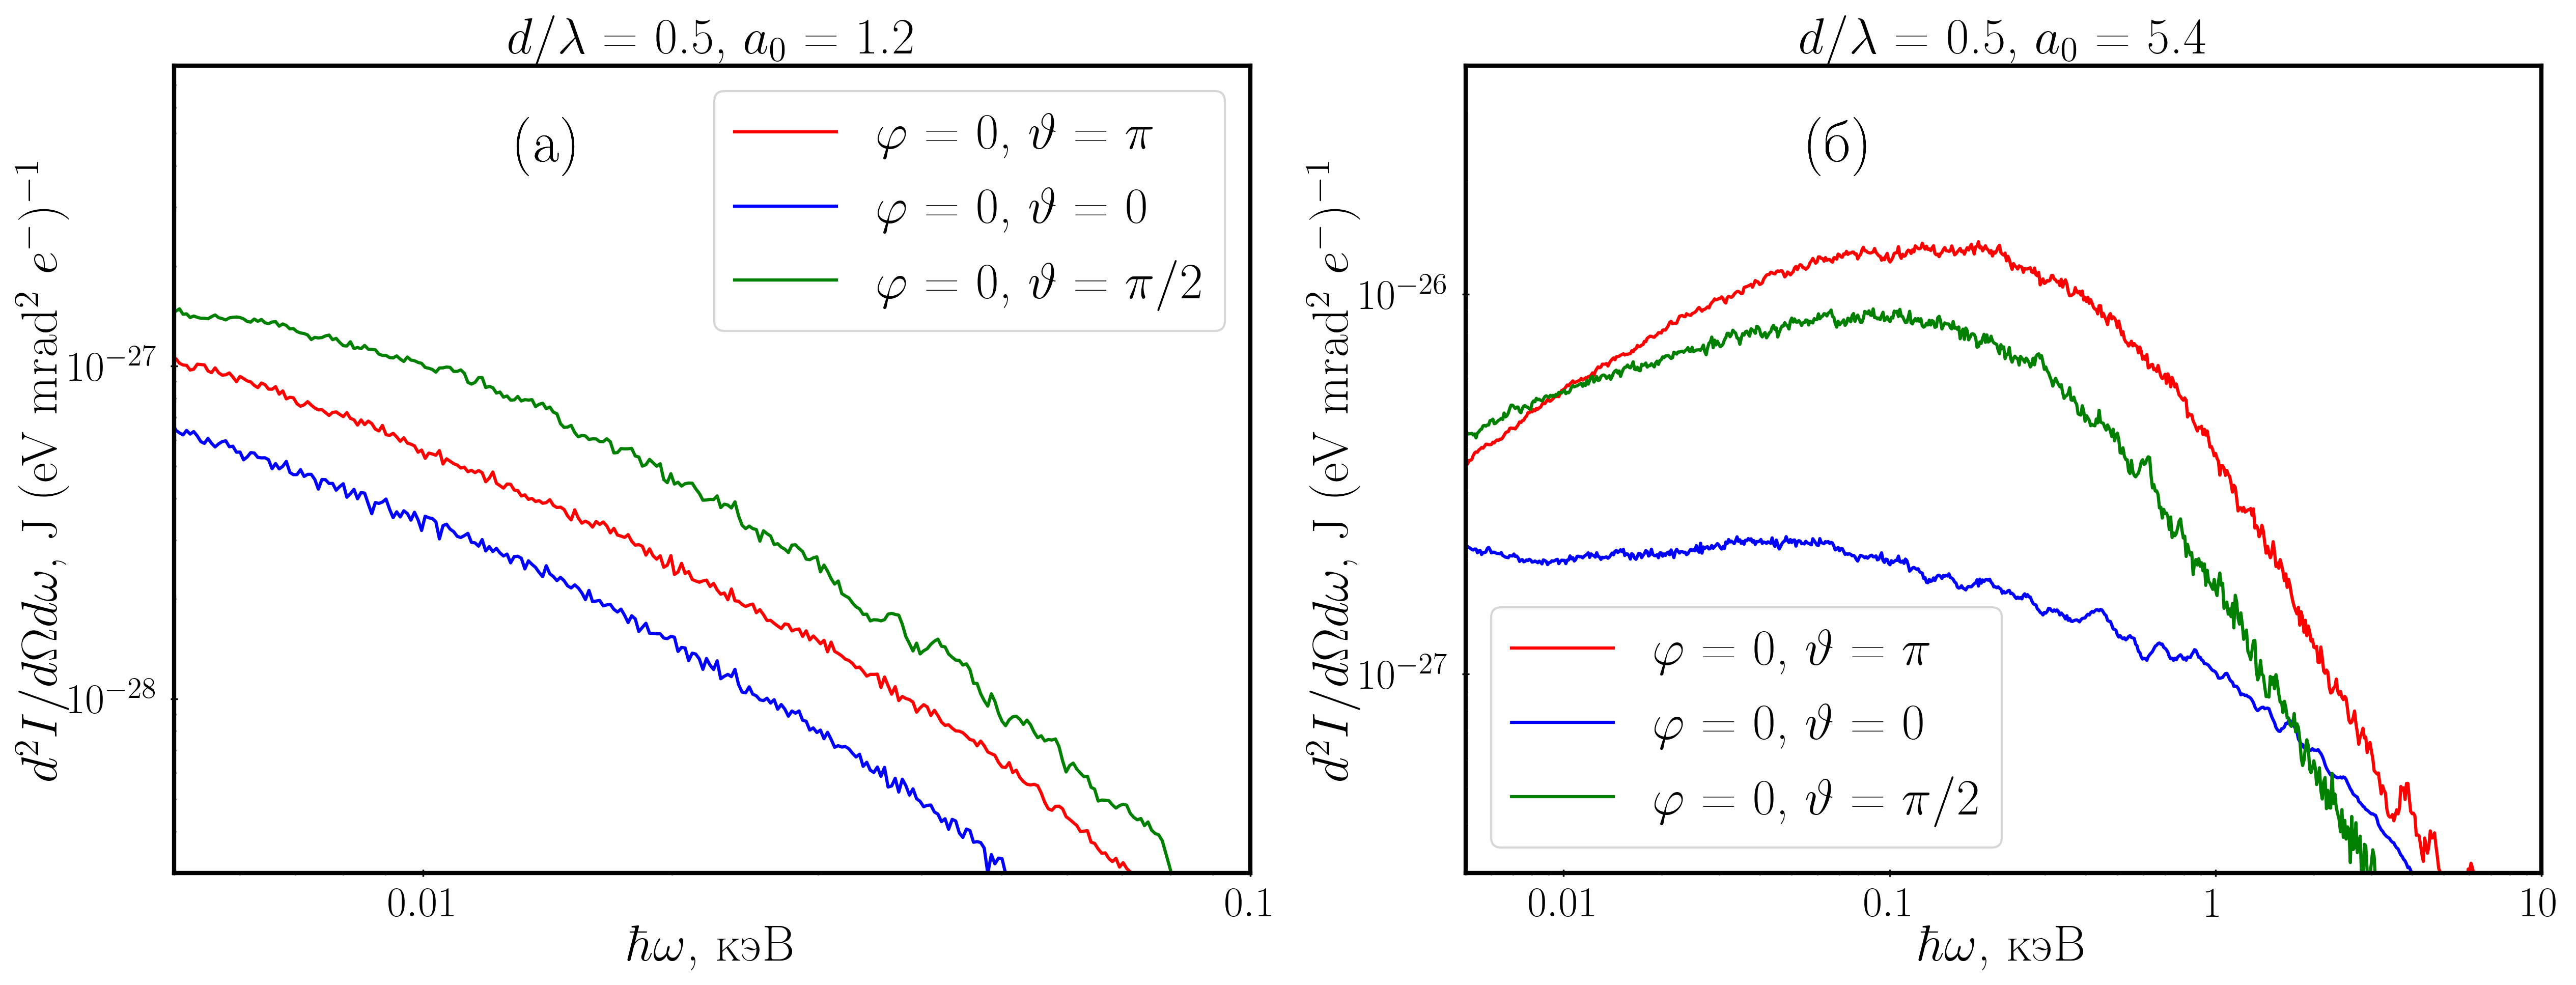 d/λ = 0.5, a₀ = 1.2
(а)
φ = 0, ϑ = π
φ = 0, ϑ = 0
φ = 0, ϑ = π/2
d²I/dΩdω, J (eV mrad² e⁻)⁻¹
10⁻²⁷
10⁻²⁸
0.01
0.1
ħω, кэВ
d/λ = 0.5, a₀ = 5.4
(б)
d²I/dΩdω, J (eV mrad² e⁻)⁻¹
10⁻²⁶
10⁻²⁷
φ = 0, ϑ = π
φ = 0, ϑ = 0
φ = 0, ϑ = π/2
0.01
0.1
1
10
ħω, кэВ